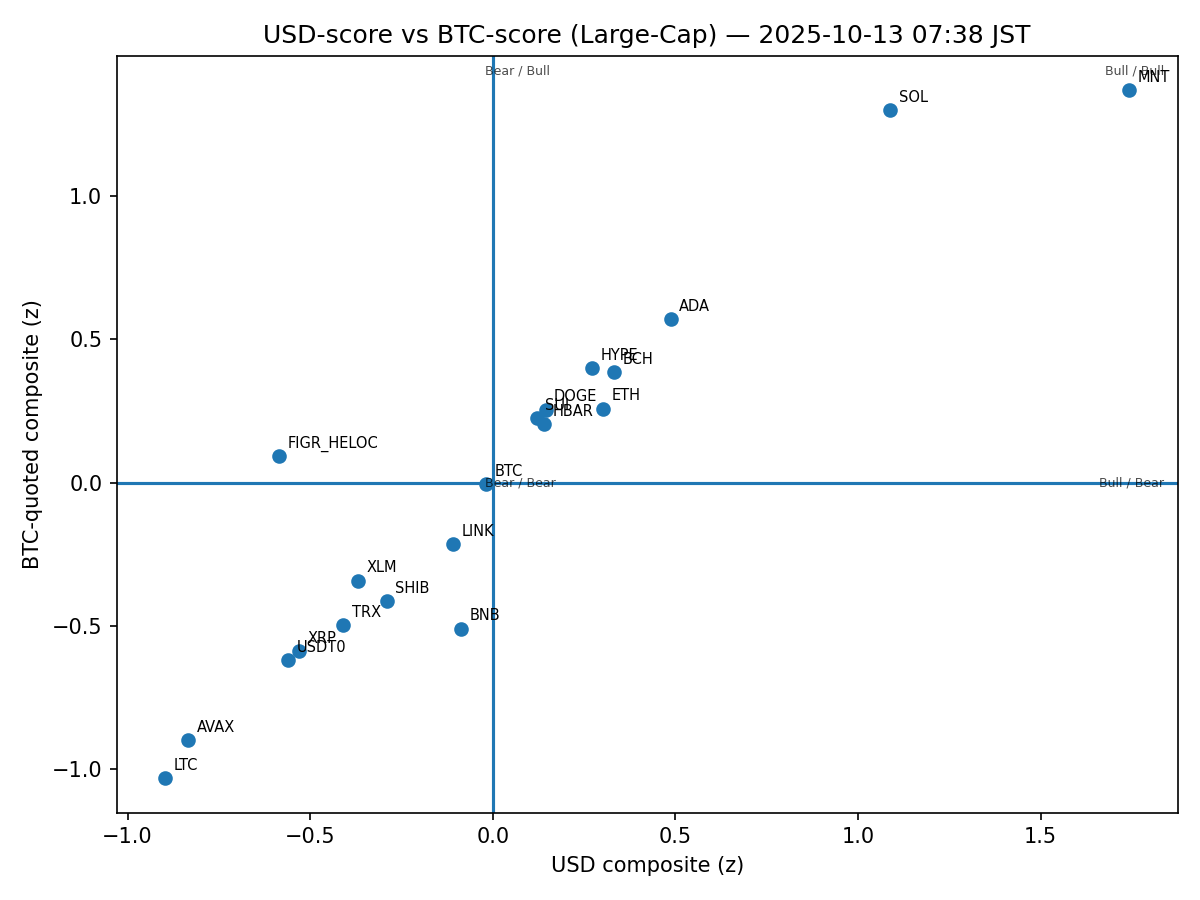 USD-score vs BTC-score (Large-Cap) — 2025-10-13 07:38 JST
Bear / Bull
Bull / Bull
MNT
SOL
1.0
ADA
0.5
HYPE
BCH
DOGE
ETH
SUI
HBAR
FIGR_HELOC
BTC
0.0
Bear / Bear
Bull / Bear
LINK
XLM
SHIB
TRX
BNB
−0.5
XRP
USDT0
AVAX
LTC
−1.0
−1.0 −0.5 0.0 0.5 1.0 1.5
USD composite (z)
BTC-quoted composite (z)